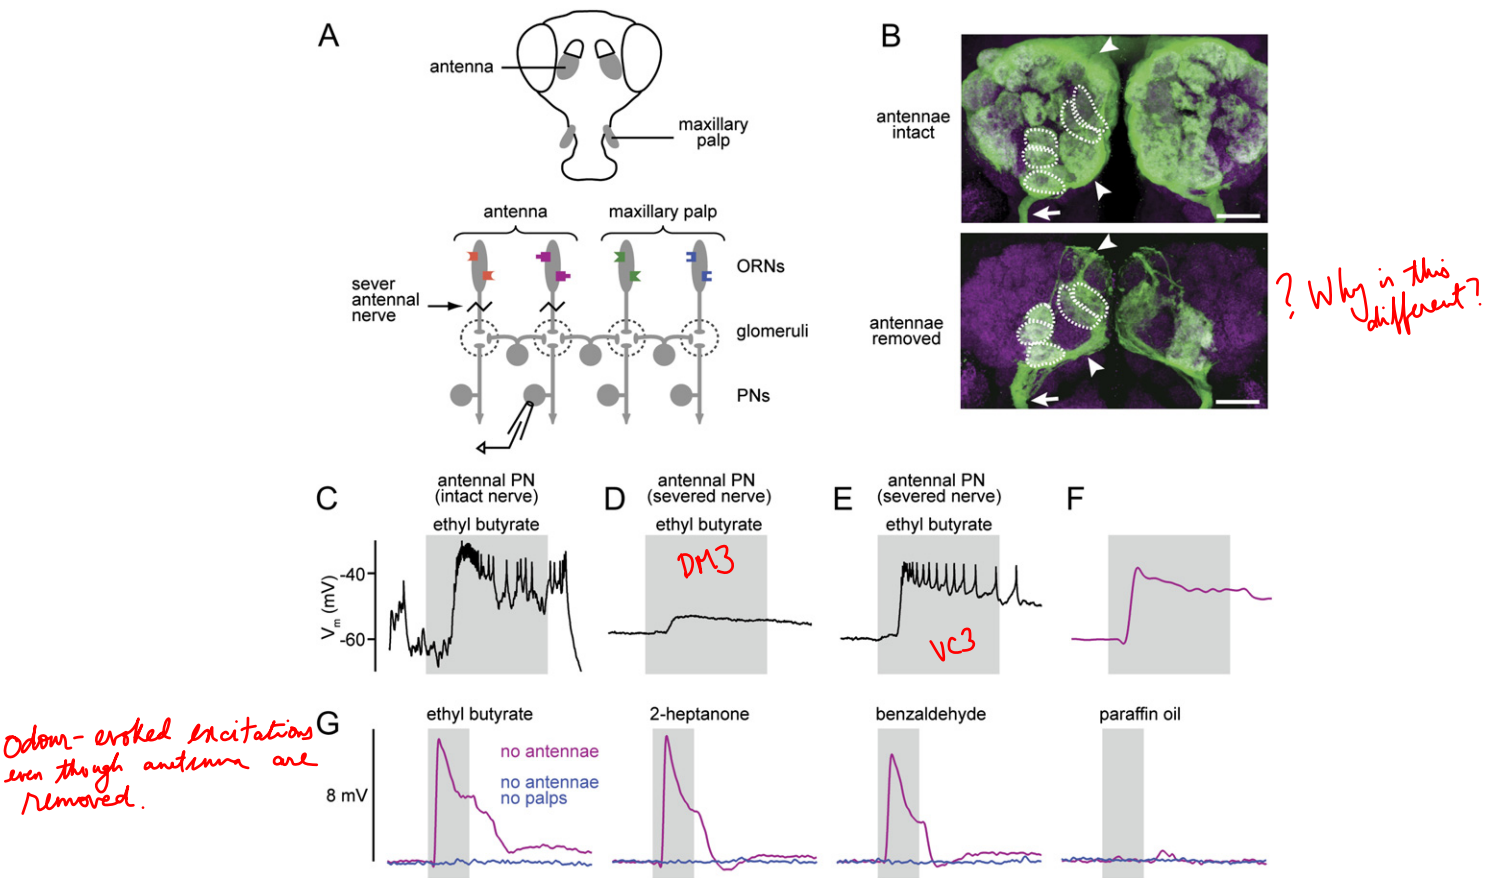 A
antenna
maxillary
palp
antenna
maxillary palp
ORNs
sever
antennal
nerve
glomeruli
PNs
B
antennae
intact
antennae
removed
? Why is this
different?
C
antennal PN
(intact nerve)
ethyl butyrate
-40
-60
Vm (mV)
D
antennal PN
(severed nerve)
ethyl butyrate
DM3
E
antennal PN
(severed nerve)
ethyl butyrate
VC3
F
Odour-evoked excitations
even though antenna are
removed.
G
8 mV
ethyl butyrate
no antennae
no antennae
no palps
2-heptanone
benzaldehyde
paraffin oil